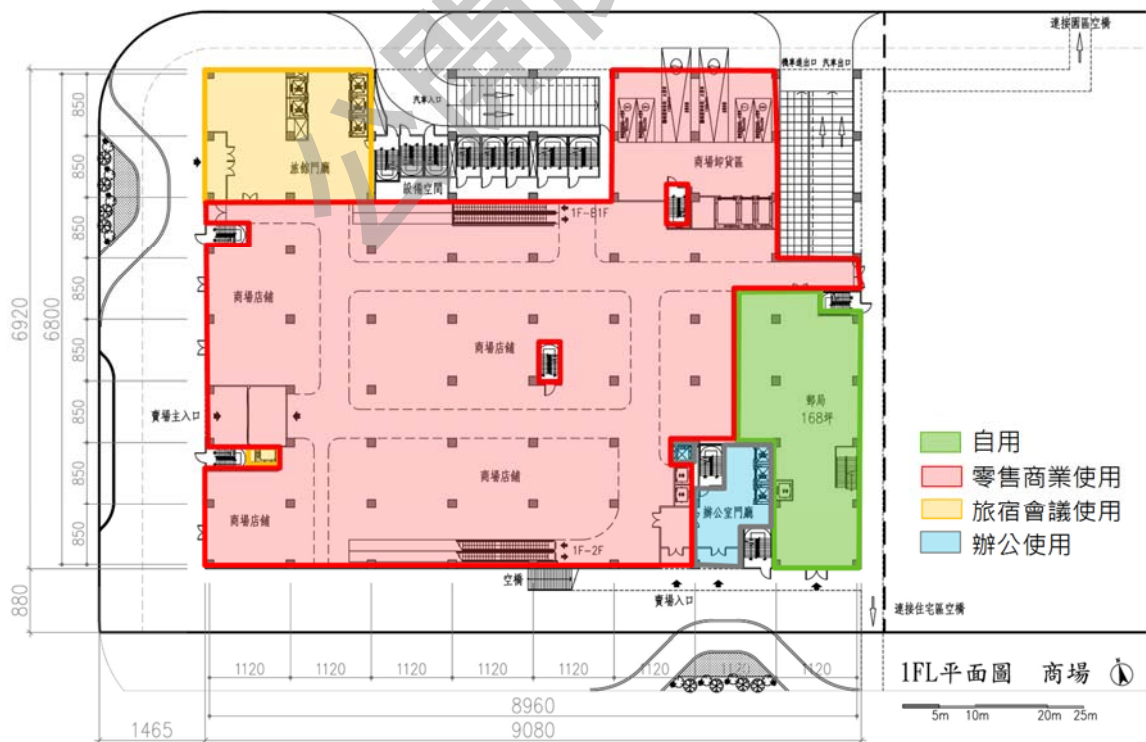 公開
連接園區空橋
機車進出口 汽車出口
汽車入口
旅館門廳
設備空間
商場卸貨區
1F-B1F
商場店鋪
商場店鋪
賣場主入口
郵局
168坪
商場店鋪
商場店鋪
辦公室門廳
1F-2F
空橋
賣場入口
連接住宅區空橋
自用
零售商業使用
旅宿會議使用
辦公使用
850
850
850
850
850
850
850
850
6920
6800
880
1120
1120
1120
1120
1120
1120
1120
1120
8960
1465
9080
1FL平面圖 商場
5m 10m 20m 25m